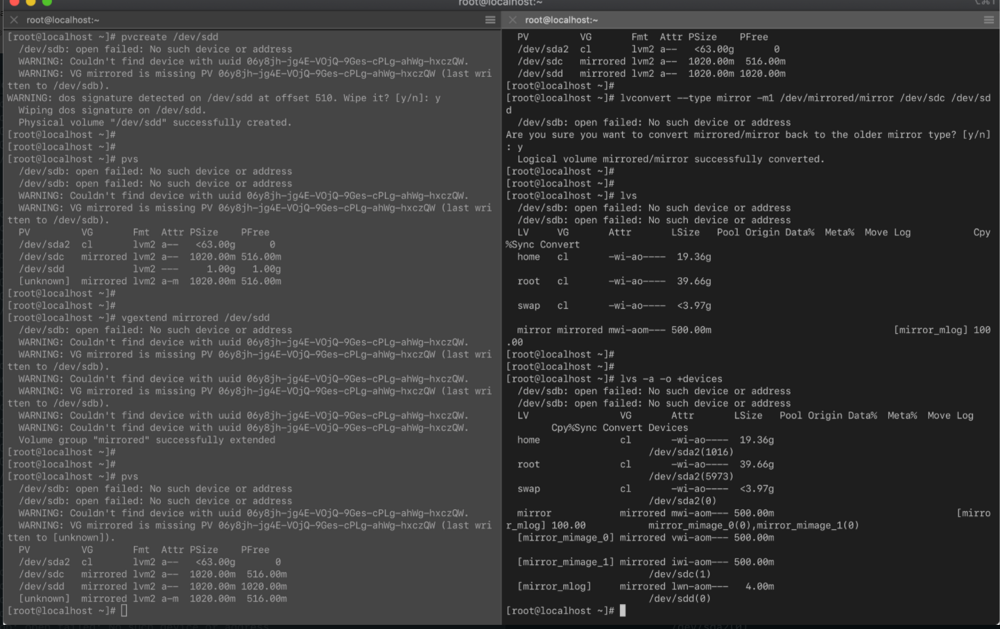 root@localhost:~
root@localhost:~
[root@localhost ~]# pvcreate /dev/sdd
/dev/sdb: open failed: No such device or address
WARNING: Couldn't find device with uuid 06y8jh-jg4E-VOjQ-9Ges-cPLg-ahWg-hxczQW.
WARNING: VG mirrored is missing PV 06y8jh-jg4E-VOjQ-9Ges-cPLg-ahWg-hxczQW (last wri
tten to /dev/sdb).
WARNING: dos signature detected on /dev/sdd at offset 510. Wipe it? [y/n]: y
Wiping dos signature on /dev/sdd.
Physical volume "/dev/sdd" successfully created.
[root@localhost ~]#
[root@localhost ~]#
[root@localhost ~]# pvs
/dev/sdb: open failed: No such device or address
/dev/sdb: open failed: No such device or address
WARNING: Couldn't find device with uuid 06y8jh-jg4E-VOjQ-9Ges-cPLg-ahWg-hxczQW.
WARNING: VG mirrored is missing PV 06y8jh-jg4E-VOjQ-9Ges-cPLg-ahWg-hxczQW (last wri
tten to /dev/sdb).
PV VG Fmt Attr PSize PFree
/dev/sda2 cl lvm2 a-- <63.00g 0
/dev/sdc mirrored lvm2 a-- 1020.00m 516.00m
/dev/sdd lvm2 --- 1.00g 1.00g
[unknown] mirrored lvm2 a-m 1020.00m 516.00m
[root@localhost ~]#
[root@localhost ~]#
[root@localhost ~]# vgextend mirrored /dev/sdd
/dev/sdb: open failed: No such device or address
WARNING: Couldn't find device with uuid 06y8jh-jg4E-VOjQ-9Ges-cPLg-ahWg-hxczQW.
WARNING: VG mirrored is missing PV 06y8jh-jg4E-VOjQ-9Ges-cPLg-ahWg-hxczQW (last wri
tten to /dev/sdb).
WARNING: Couldn't find device with uuid 06y8jh-jg4E-VOjQ-9Ges-cPLg-ahWg-hxczQW.
WARNING: VG mirrored is missing PV 06y8jh-jg4E-VOjQ-9Ges-cPLg-ahWg-hxczQW (last wri
tten to /dev/sdb).
WARNING: Couldn't find device with uuid 06y8jh-jg4E-VOjQ-9Ges-cPLg-ahWg-hxczQW.
WARNING: Couldn't find device with uuid 06y8jh-jg4E-VOjQ-9Ges-cPLg-ahWg-hxczQW.
Volume group "mirrored" successfully extended
[root@localhost ~]#
[root@localhost ~]#
[root@localhost ~]# pvs
/dev/sdb: open failed: No such device or address
/dev/sdb: open failed: No such device or address
WARNING: Couldn't find device with uuid 06y8jh-jg4E-VOjQ-9Ges-cPLg-ahWg-hxczQW.
WARNING: VG mirrored is missing PV 06y8jh-jg4E-VOjQ-9Ges-cPLg-ahWg-hxczQW (last wri
tten to [unknown]).
PV VG Fmt Attr PSize PFree
/dev/sda2 cl lvm2 a-- <63.00g 0
/dev/sdc mirrored lvm2 a-- 1020.00m 516.00m
/dev/sdd mirrored lvm2 a-- 1020.00m 1020.00m
[unknown] mirrored lvm2 a-m 1020.00m 516.00m
[root@localhost ~]#
root@localhost:~
PV VG Fmt Attr PSize PFree
/dev/sda2 cl lvm2 a-- <63.00g 0
/dev/sdc mirrored lvm2 a-- 1020.00m 516.00m
/dev/sdd mirrored lvm2 a-- 1020.00m 1020.00m
[root@localhost ~]#
[root@localhost ~]# lvconvert --type mirror -m1 /dev/mirrored/mirror /dev/sdc /dev/sd
d
/dev/sdb: open failed: No such device or address
Are you sure you want to convert mirrored/mirror back to the older mirror type? [y/n]
: y
Logical volume mirrored/mirror successfully converted.
[root@localhost ~]#
[root@localhost ~]#
[root@localhost ~]# lvs
/dev/sdb: open failed: No such device or address
/dev/sdb: open failed: No such device or address
LV VG Attr LSize Pool Origin Data% Meta% Move Log Cpy
%Sync Convert
home cl -wi-ao---- 19.36g
root cl -wi-ao---- 39.66g
swap cl -wi-ao---- <3.97g
mirror mirrored mwi-aom--- 500.00m [mirror_mlog] 100
.00
[root@localhost ~]#
[root@localhost ~]#
[root@localhost ~]# lvs -a -o +devices
/dev/sdb: open failed: No such device or address
/dev/sdb: open failed: No such device or address
LV VG Attr LSize Pool Origin Data% Meta% Move Log
Cpy%Sync Convert Devices
home cl -wi-ao---- 19.36g
/dev/sda2(1016)
root cl -wi-ao---- 39.66g
/dev/sda2(5973)
swap cl -wi-ao---- <3.97g
/dev/sda2(0)
mirror mirrored mwi-aom--- 500.00m [mirro
r_mlog] 100.00 mirror_mimage_0(0),mirror_mimage_1(0)
[mirror_mimage_0] mirrored vwi-aom--- 500.00m
[mirror_mimage_1] mirrored iwi-aom--- 500.00m
/dev/sdc(1)
[mirror_mlog] mirrored lwn-aom--- 4.00m
/dev/sdd(0)
[root@localhost ~]#